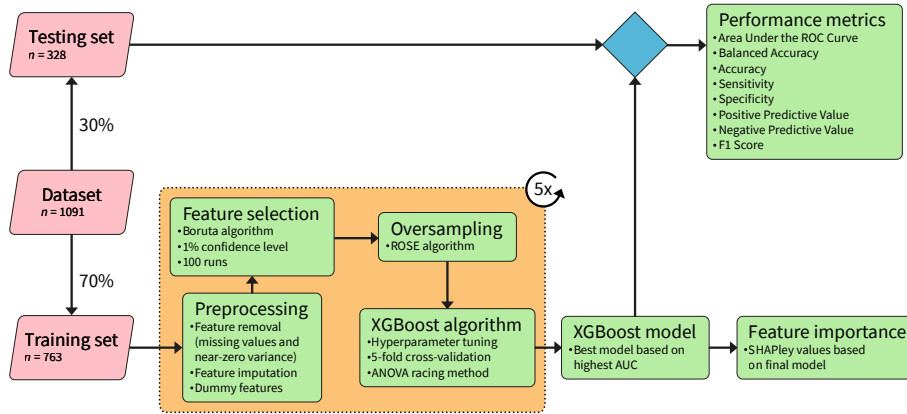 Testing set
n = 328
Performance metrics
•Area Under the ROC Curve
•Balanced Accuracy
•Accuracy
•Sensitivity
•Specificity
•Positive Predictive Value
•Negative Predictive Value
•F1 Score
30%
Dataset
n = 1091
5x
Feature selection
•Boruta algorithm
•1% confidence level
•100 runs
Oversampling
•ROSE algorithm
70%
Preprocessing
•Feature removal
(missing values and
near-zero variance)
•Feature imputation
•Dummy features
XGBoost algorithm
•Hyperparameter tuning
•5-fold cross-validation
•ANOVA racing method
Training set
n = 763
XGBoost model
•Best model based on
highest AUC
Feature importance
•SHAPley values based
on final model